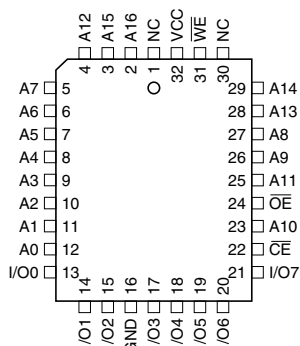 A12 A15 A16 NC VCC W̅E̅ NC
4 3 2 1 32 31 30
A7 5 29 A14
A6 6 28 A13
A5 7 27 A8
A4 8 26 A9
A3 9 25 A11
A2 10 24 O̅E̅
A1 11 23 A10
A0 12 22 C̅E̅
I/O0 13 21 I/O7
14 15 16 17 18 19 20
/O1 /O2 GND /O3 /O4 /O5 /O6